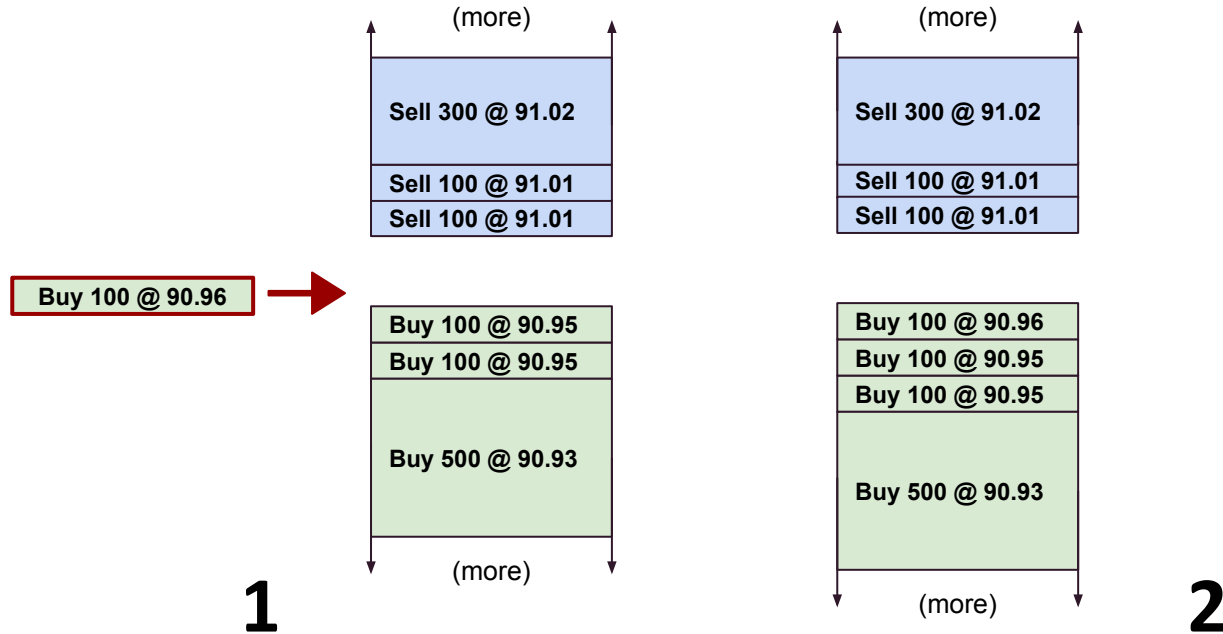 (more)
Sell 300 @ 91.02
Sell 100 @ 91.01
Sell 100 @ 91.01
Buy 100 @ 90.96
Buy 100 @ 90.95
Buy 100 @ 90.95
Buy 500 @ 90.93
(more)
1
(more)
Sell 300 @ 91.02
Sell 100 @ 91.01
Sell 100 @ 91.01
Buy 100 @ 90.96
Buy 100 @ 90.95
Buy 100 @ 90.95
Buy 500 @ 90.93
(more)
2